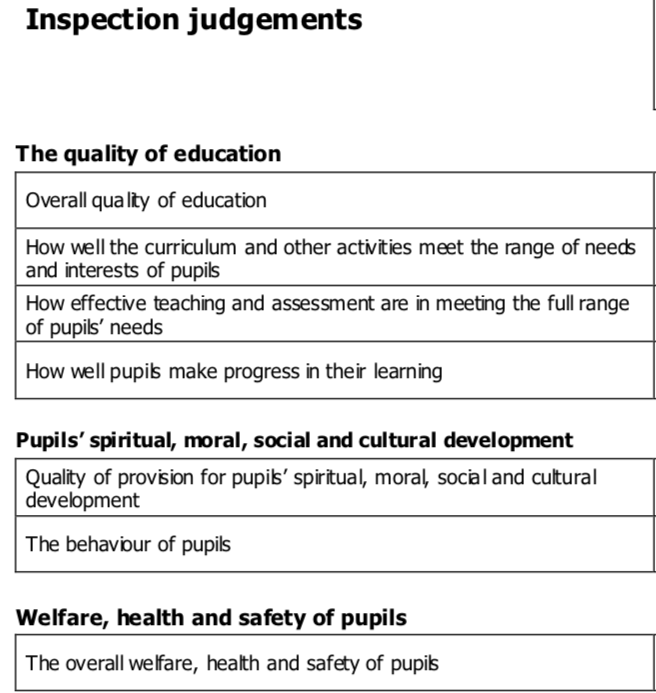 Inspection judgements
The quality of education
Overall quality of education
How well the curriculum and other activities meet the range of needs
and interests of pupils
How effective teaching and assessment are in meeting the full range
of pupils’ needs
How well pupils make progress in their learning
Pupils’ spiritual, moral, social and cultural development
Quality of provision for pupils’ spiritual, moral, social and cultural
development
The behaviour of pupils
Welfare, health and safety of pupils
The overall welfare, health and safety of pupils